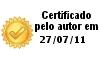 Certificado
pelo autor em
27/07/11